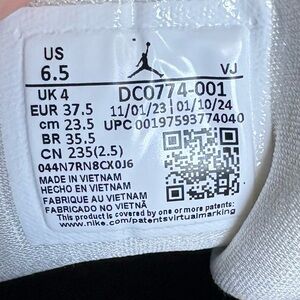 US
6.5 VJ
UK 4 DC0774-001
EUR 37.5 11/01/23 01/10/24
cm 23.5 UPC 00197593774040
BR 35.5
CN 235(2.5)
044N7RN8CX0J6
MADE IN VIETNAM
HECHO EN VIETNAM
FABRIQUE AU VIETNAM
FABRICADO NO VIETNÃ
This product is covered by one or more patents:
www.nike.com/patentsvirtualmarking